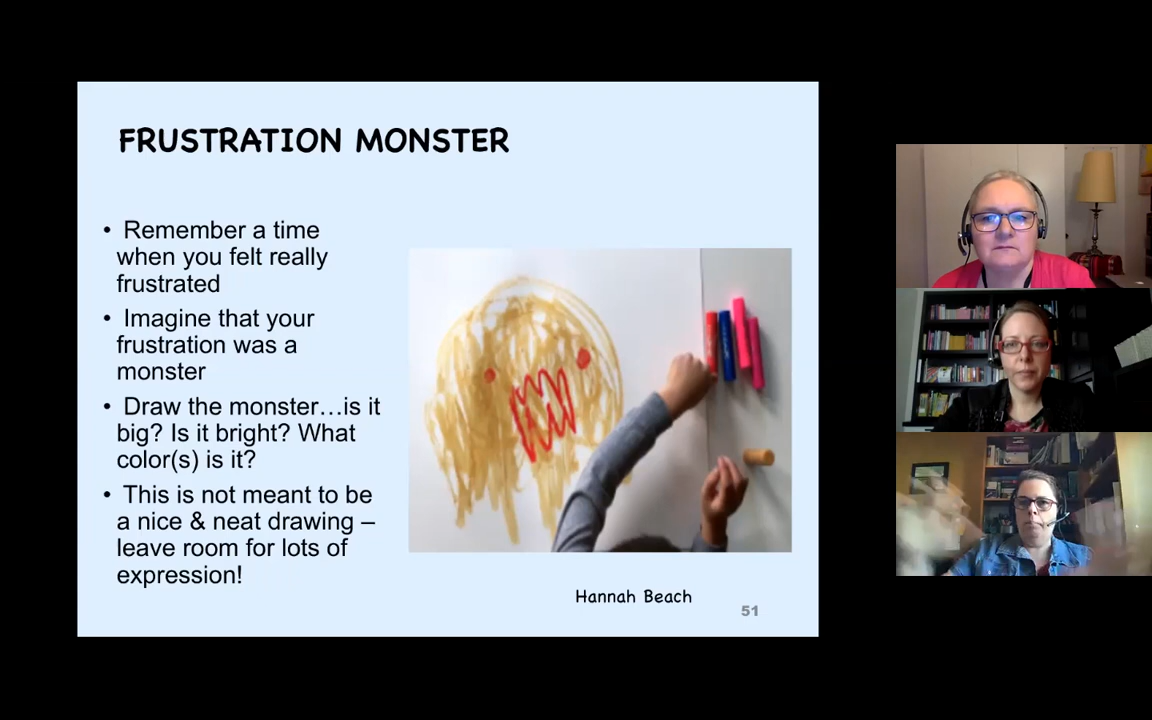 FRUSTRATION MONSTER
• Remember a time
when you felt really
frustrated
• Imagine that your
frustration was a
monster
• Draw the monster…is it
big? Is it bright? What
color(s) is it?
• This is not meant to be
a nice & neat drawing –
leave room for lots of
expression!
Hannah Beach
51